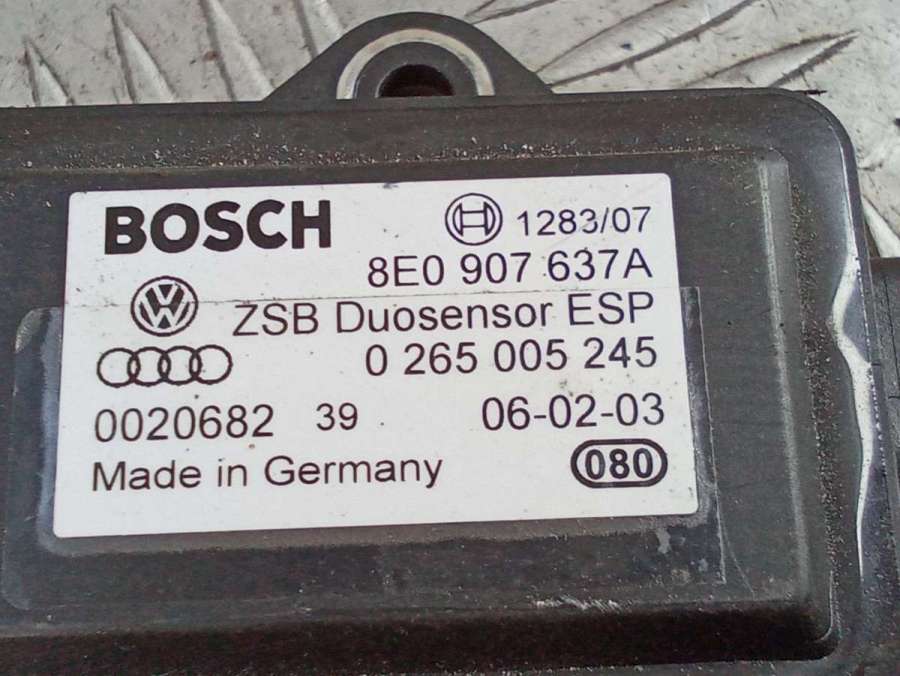 BOSCH 1283/07
8E0 907 637A
ZSB Duosensor ESP
0 265 005 245
0020682 39 06-02-03
Made in Germany 080